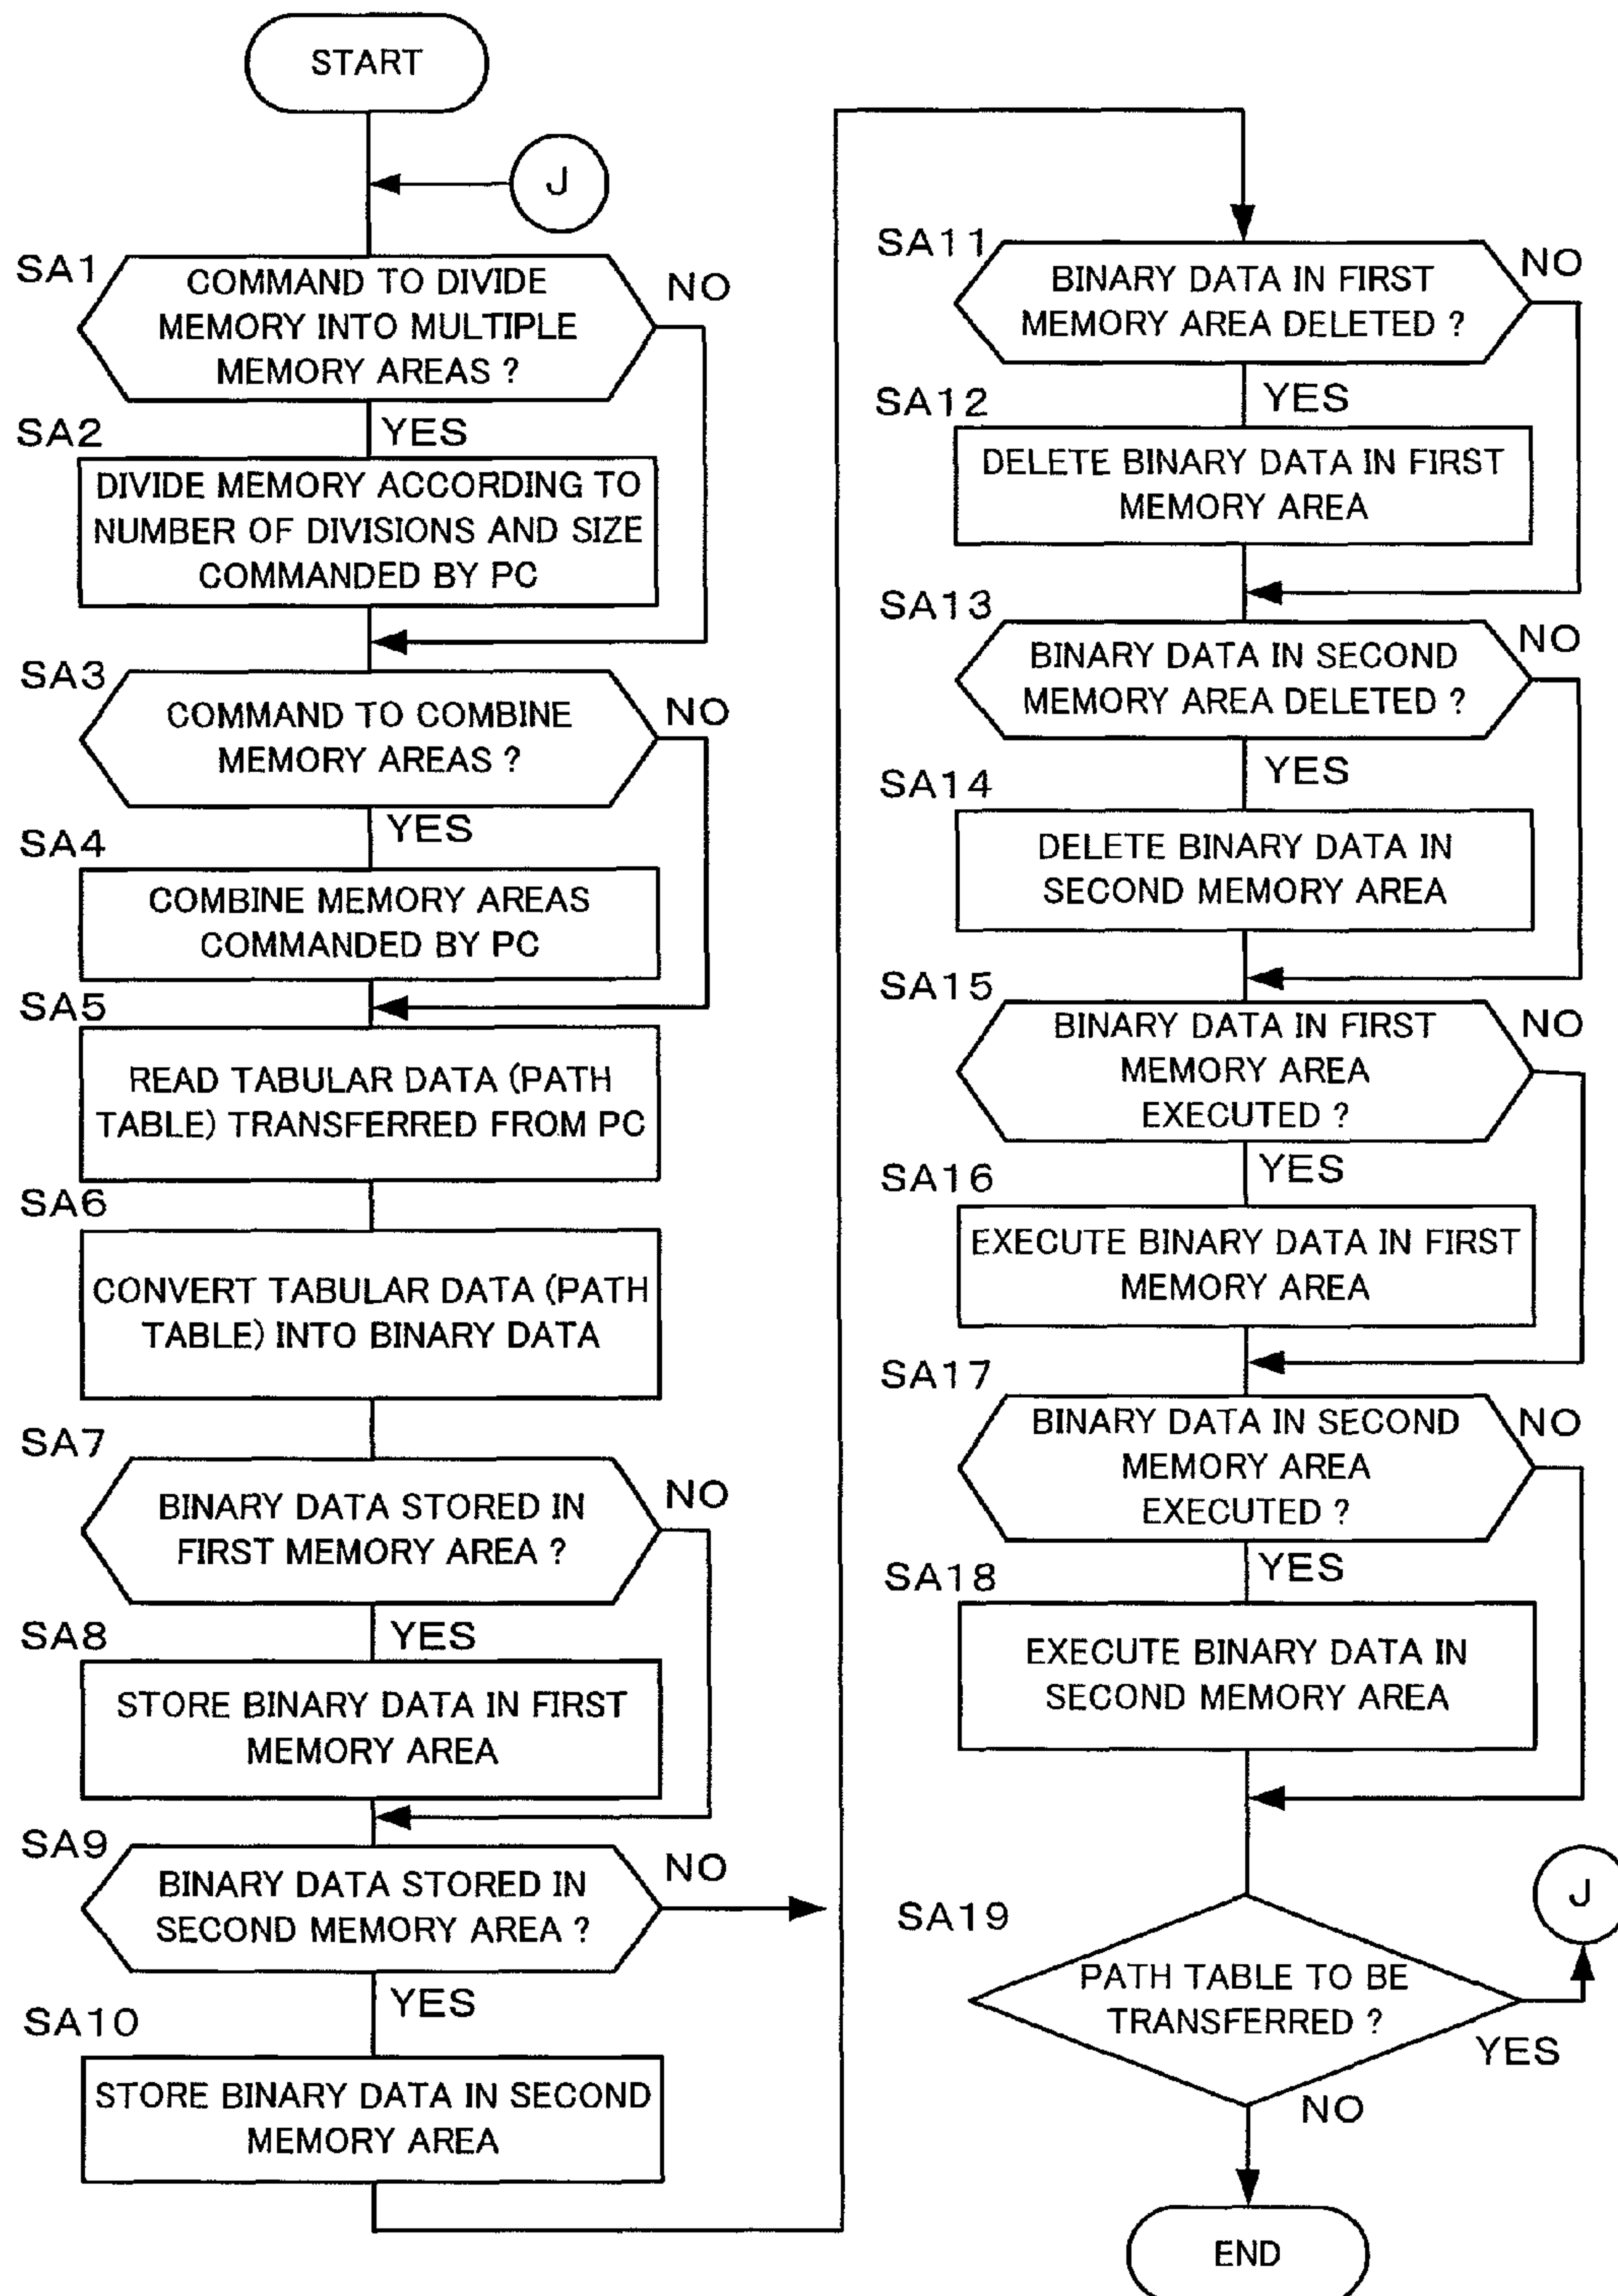 START
J
SA1
COMMAND TO DIVIDE
MEMORY INTO MULTIPLE
MEMORY AREAS ?
NO
YES
SA2
DIVIDE MEMORY ACCORDING TO
NUMBER OF DIVISIONS AND SIZE
COMMANDED BY PC
SA3
COMMAND TO COMBINE
MEMORY AREAS ?
NO
YES
SA4
COMBINE MEMORY AREAS
COMMANDED BY PC
SA5
READ TABULAR DATA (PATH
TABLE) TRANSFERRED FROM PC
SA6
CONVERT TABULAR DATA (PATH
TABLE) INTO BINARY DATA
SA7
BINARY DATA STORED IN
FIRST MEMORY AREA ?
NO
YES
SA8
STORE BINARY DATA IN FIRST
MEMORY AREA
SA9
BINARY DATA STORED IN
SECOND MEMORY AREA ?
NO
YES
SA10
STORE BINARY DATA IN SECOND
MEMORY AREA
SA11
BINARY DATA IN FIRST
MEMORY AREA DELETED ?
NO
YES
SA12
DELETE BINARY DATA IN FIRST
MEMORY AREA
SA13
BINARY DATA IN SECOND
MEMORY AREA DELETED ?
NO
YES
SA14
DELETE BINARY DATA IN
SECOND MEMORY AREA
SA15
BINARY DATA IN FIRST
MEMORY AREA
EXECUTED ?
NO
YES
SA16
EXECUTE BINARY DATA IN FIRST
MEMORY AREA
SA17
BINARY DATA IN SECOND
MEMORY AREA
EXECUTED ?
NO
YES
SA18
EXECUTE BINARY DATA IN
SECOND MEMORY AREA
SA19
PATH TABLE TO BE
TRANSFERRED ?
J
YES
NO
END